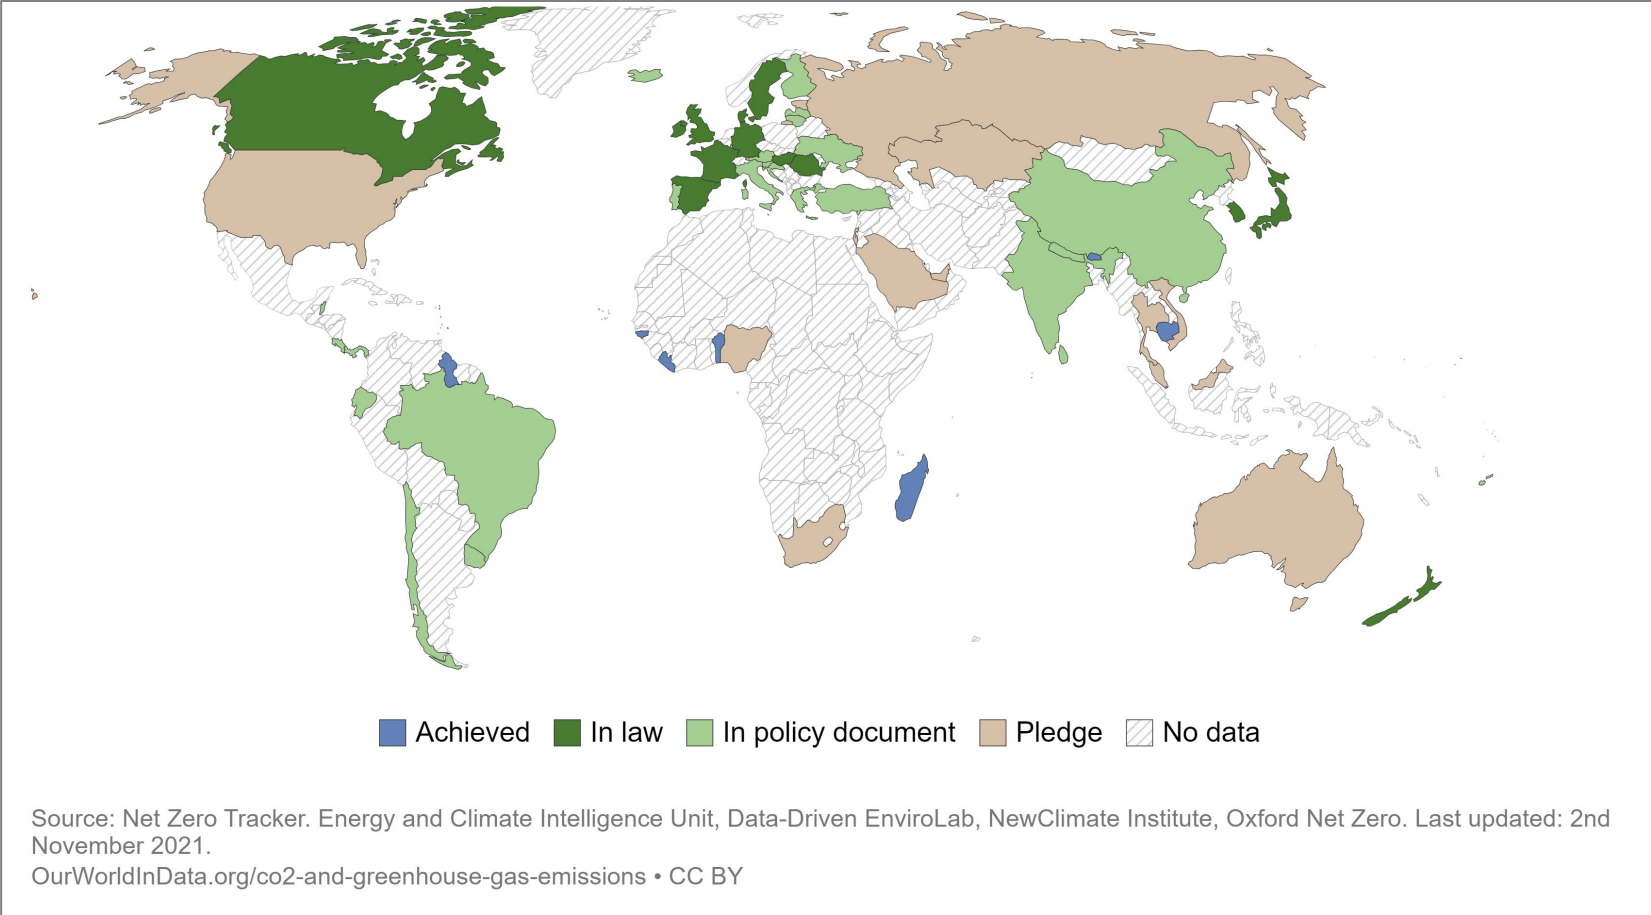 Achieved In law In policy document Pledge No data
Source: Net Zero Tracker. Energy and Climate Intelligence Unit, Data-Driven EnviroLab, NewClimate Institute, Oxford Net Zero. Last updated: 2nd
November 2021.
OurWorldInData.org/co2-and-greenhouse-gas-emissions • CC BY